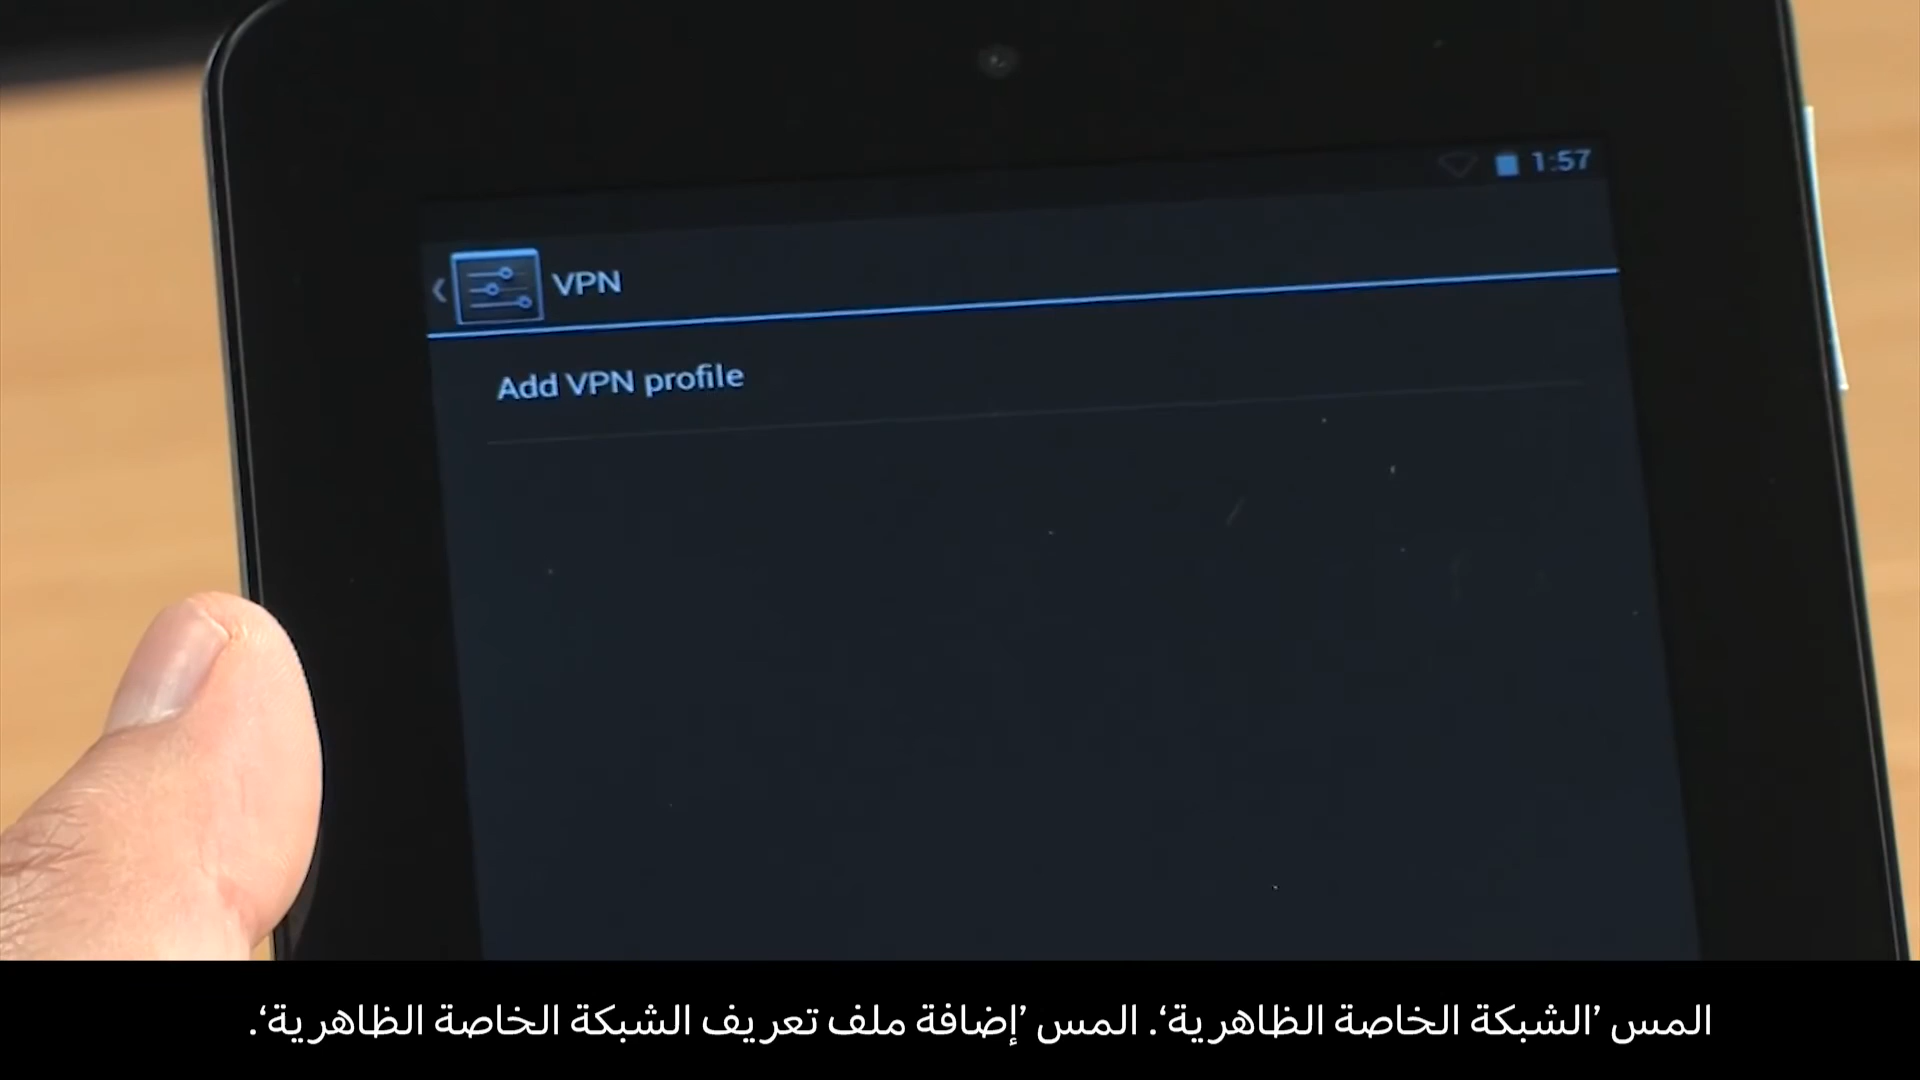 1:57
VPN
Add VPN profile
المس ’الشبكة الخاصة الظاهرية‘. المس ’إضافة ملف تعريف الشبكة الخاصة الظاهرية‘.